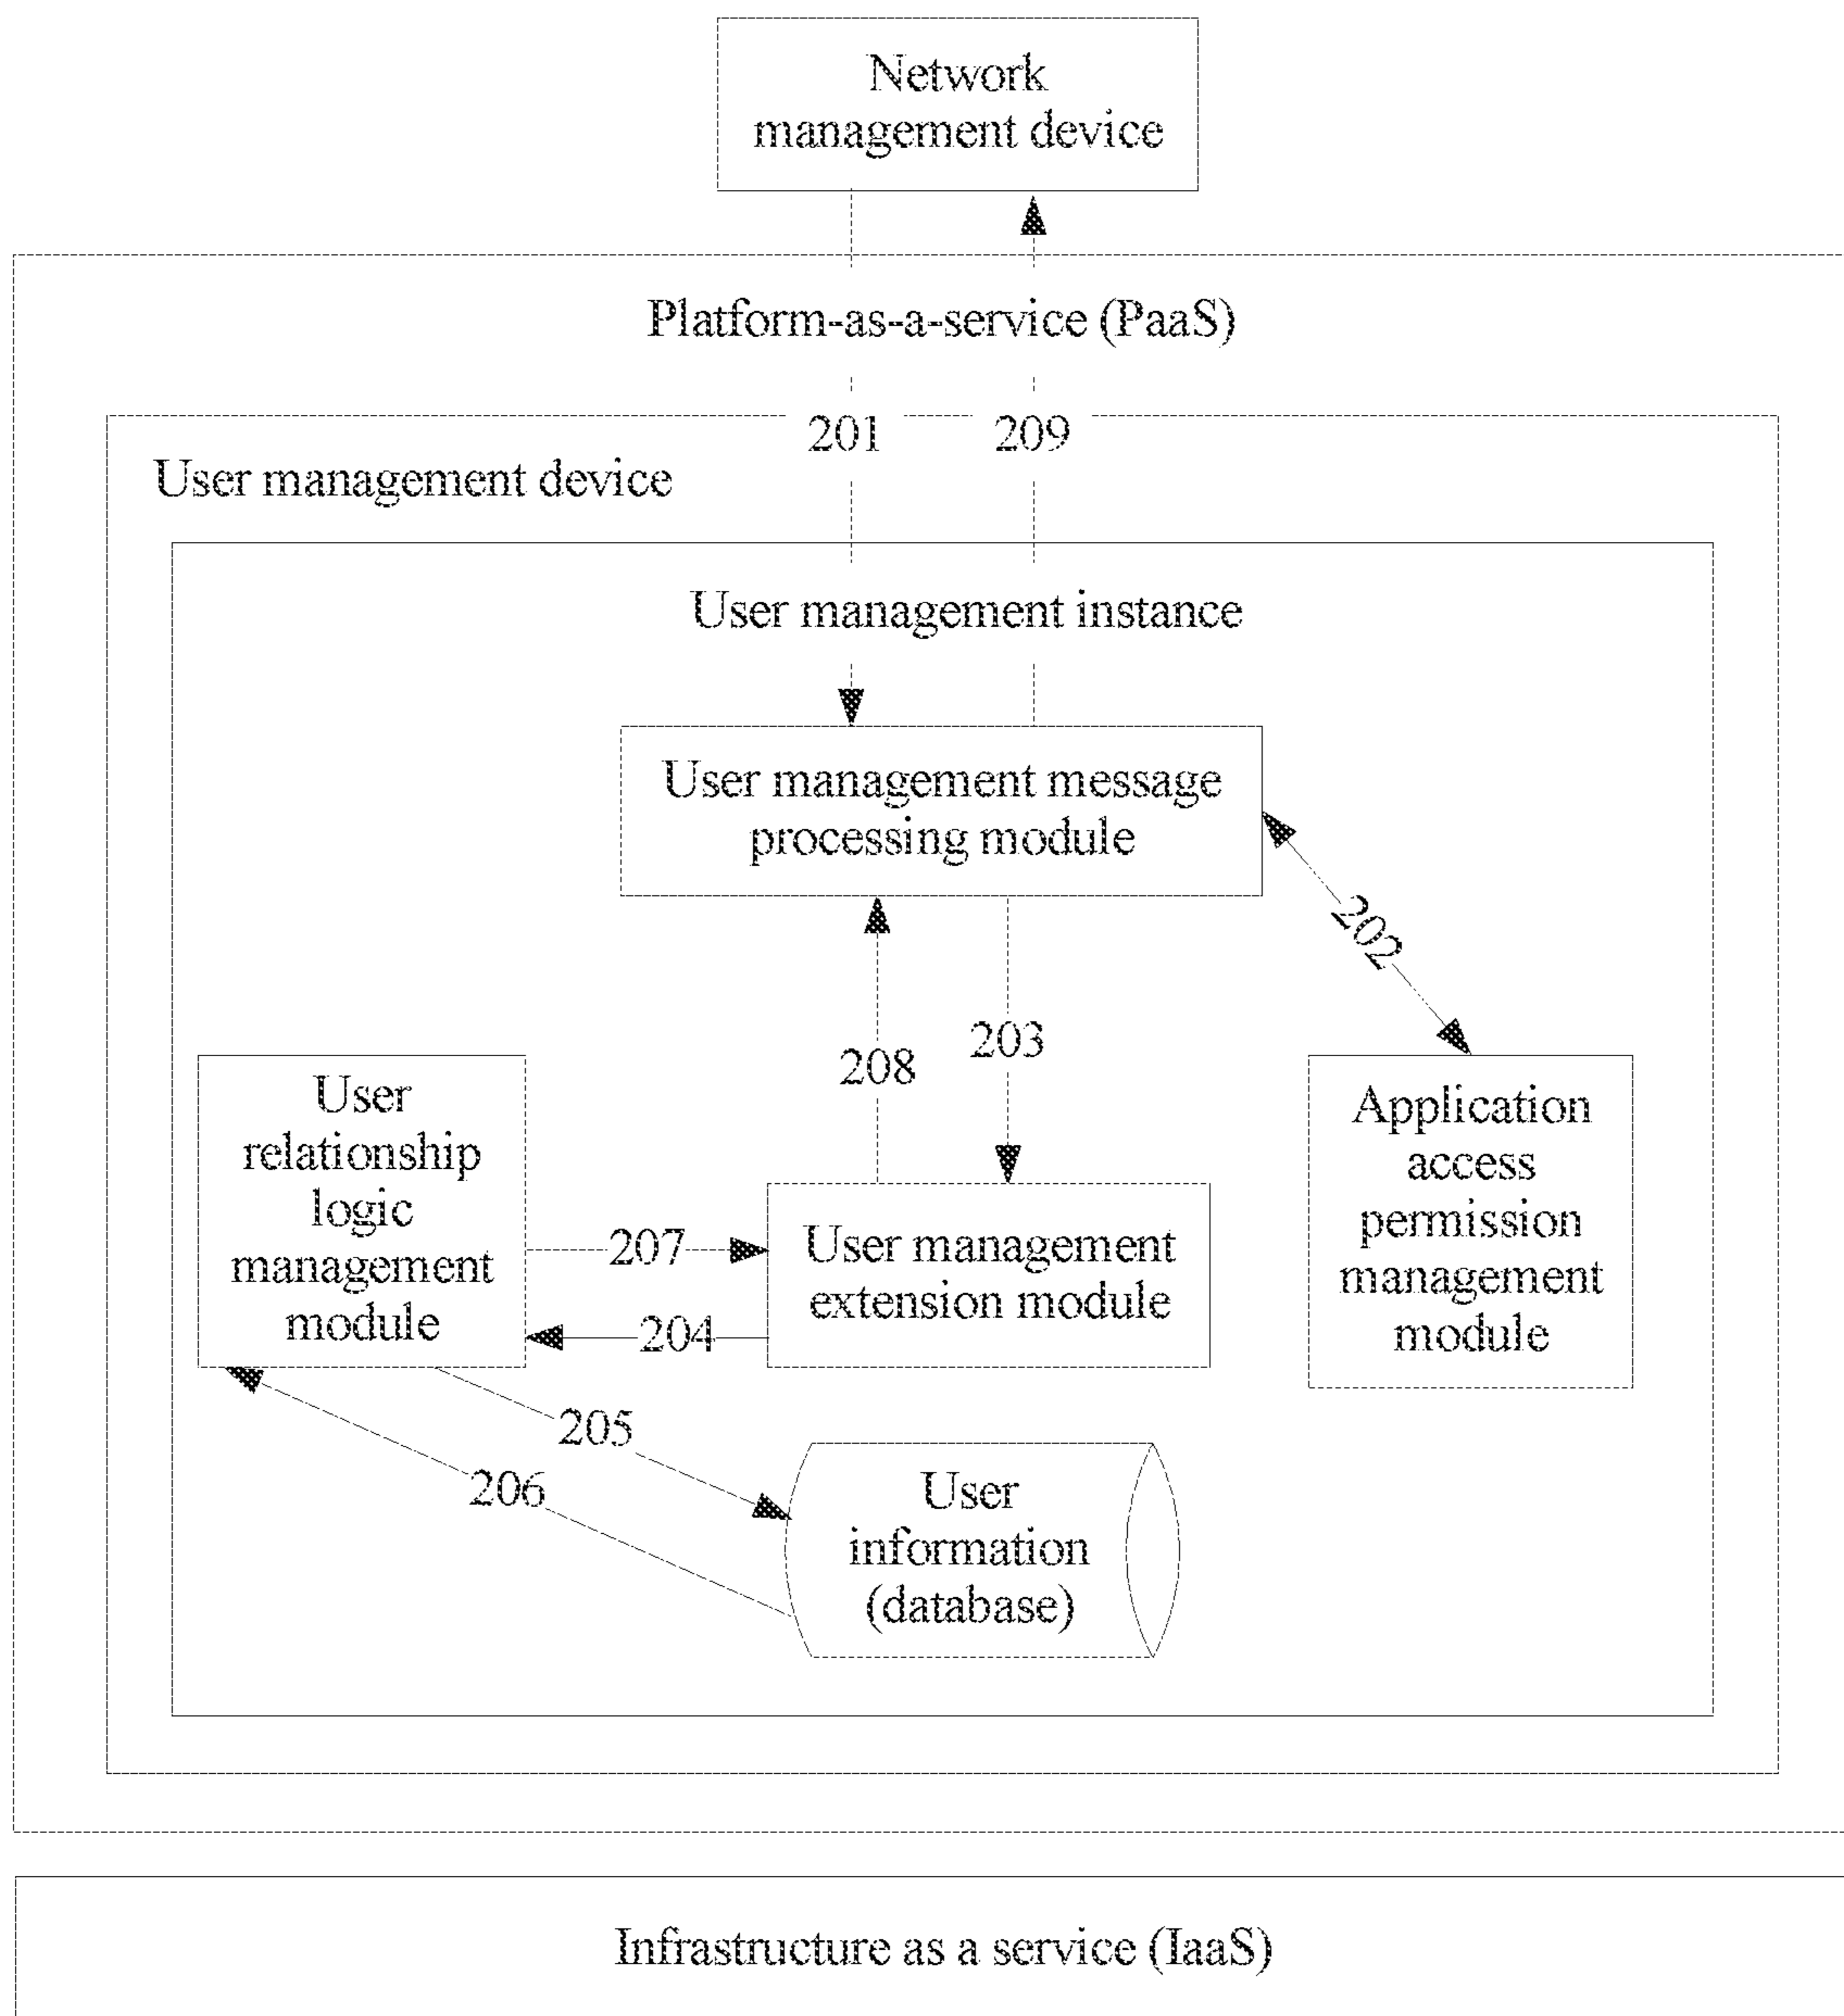 Network
management device
Platform-as-a-service (PaaS)
201
209
User management device
User management instance
User management message
processing module
202
203
208
User
relationship
logic
management
module
Application
access
permission
management
module
207
User management
extension module
204
205
206
User
information
(database)
Infrastructure as a service (IaaS)